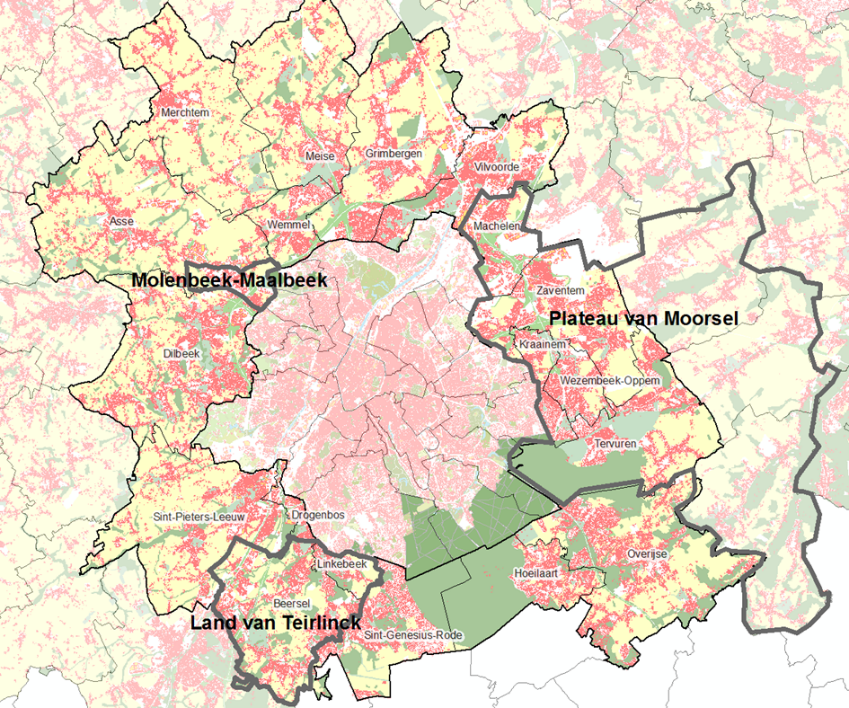 Merchtem
Meise
Grimbergen
Vilvoorde
Asse
Wemmel
Machelen
Molenbeek-Maalbeek
Zaventem
Plateau van Moorsel
Dilbeek
Kraainem
Wezembeek-Oppem
Tervuren
Sint-Pieters-Leeuw
Drogenbos
Overijse
Linkebeek
Hoeilaart
Beersel
Land van Teirlinck
Sint-Genesius-Rode